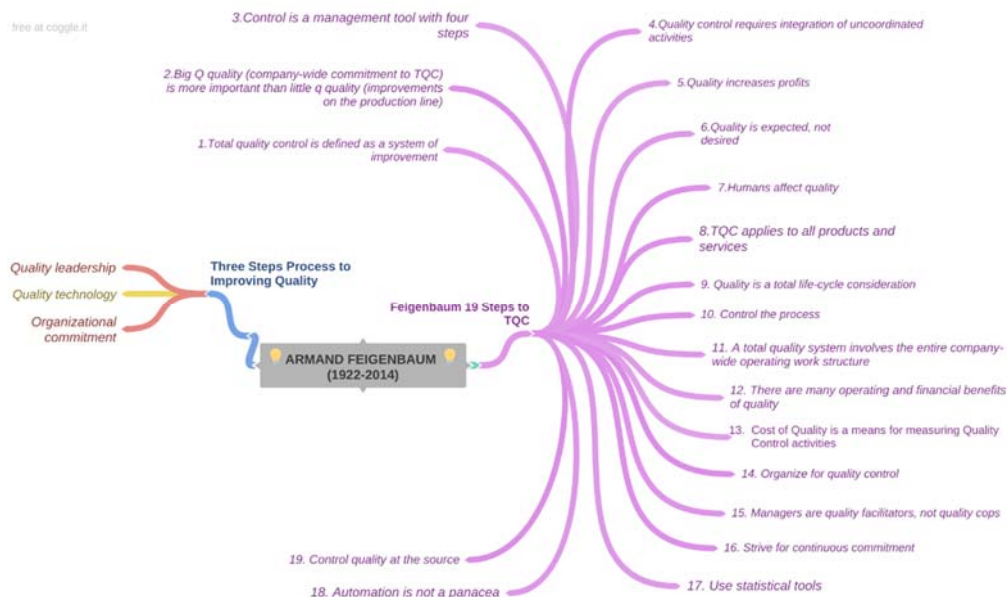 free at coggle.it
3.Control is a management tool with four
steps
2.Big Q quality (company-wide commitment to TQC)
is more important than little q quality (improvements
on the production line)
1.Total quality control is defined as a system of
improvement
4.Quality control requires integration of uncoordinated
activities
5.Quality increases profits
6.Quality is expected, not
desired
7.Humans affect quality
8.TQC applies to all products and
services
9. Quality is a total life-cycle consideration
10. Control the process
11. A total quality system involves the entire company-
wide operating work structure
12. There are many operating and financial benefits
of quality
13. Cost of Quality is a means for measuring Quality
Control activities
14. Organize for quality control
15. Managers are quality facilitators, not quality cops
16. Strive for continuous commitment
17. Use statistical tools
18. Automation is not a panacea
19. Control quality at the source
Feigenbaum 19 Steps to
TQC
ARMAND FEIGENBAUM
(1922-2014)
Three Steps Process to
Improving Quality
Quality leadership
Quality technology
Organizational
commitment